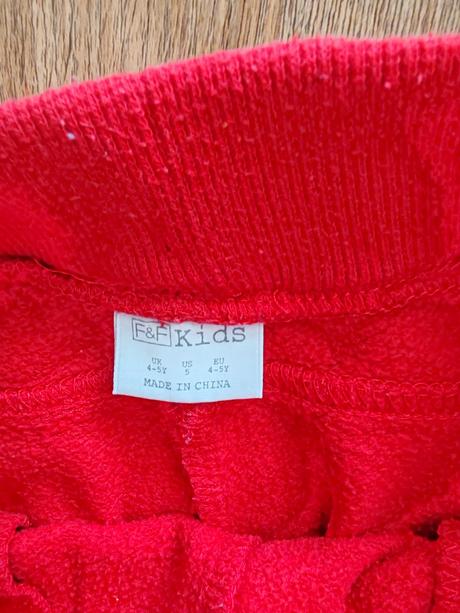 F&F Kids
UK US EU
4-5Y 5 4-5Y
MADE IN CHINA